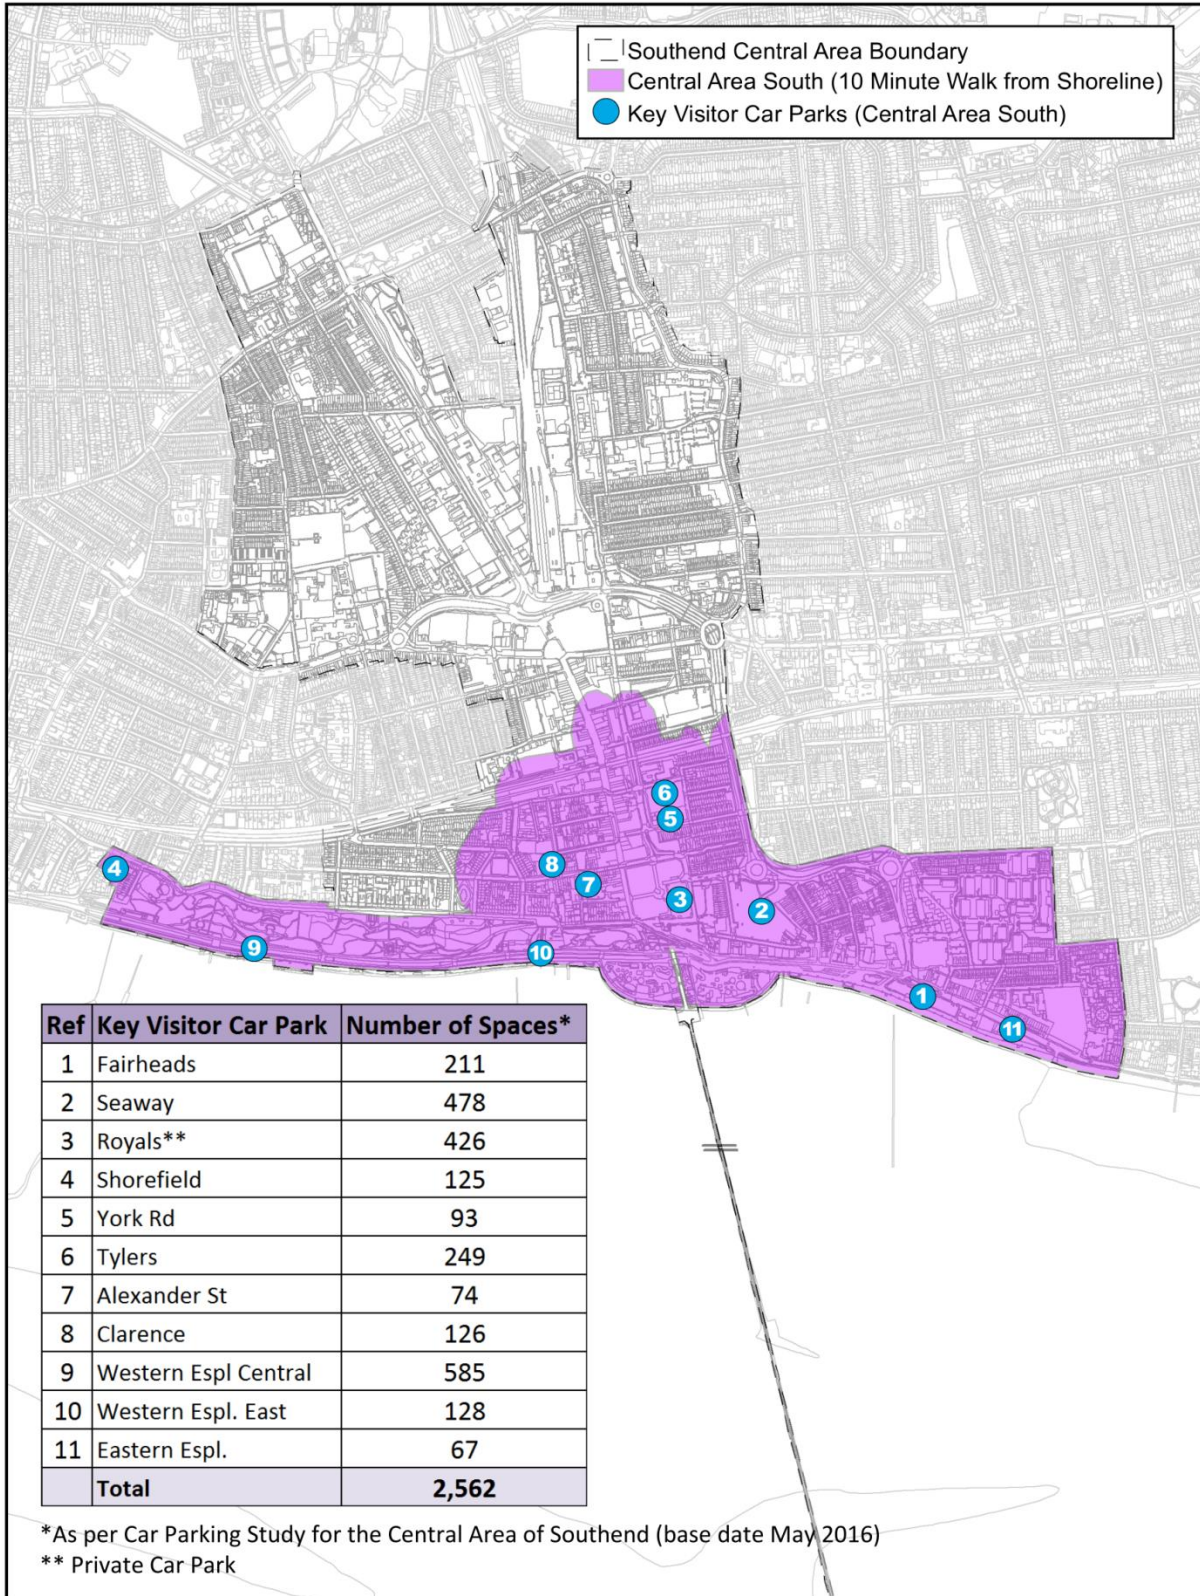 Southend Central Area Boundary
Central Area South (10 Minute Walk from Shoreline)
Key Visitor Car Parks (Central Area South)
6
5
8
4
7
3
2
9
10
1
11
Ref Key Visitor Car Park Number of Spaces*
1 Fairheads 211
2 Seaway 478
3 Royals** 426
4 Shorefield 125
5 York Rd 93
6 Tylers 249
7 Alexander St 74
8 Clarence 126
9 Western Espl Central 585
10 Western Espl. East 128
11 Eastern Espl. 67
Total 2,562
*As per Car Parking Study for the Central Area of Southend (base date May 2016)
** Private Car Park